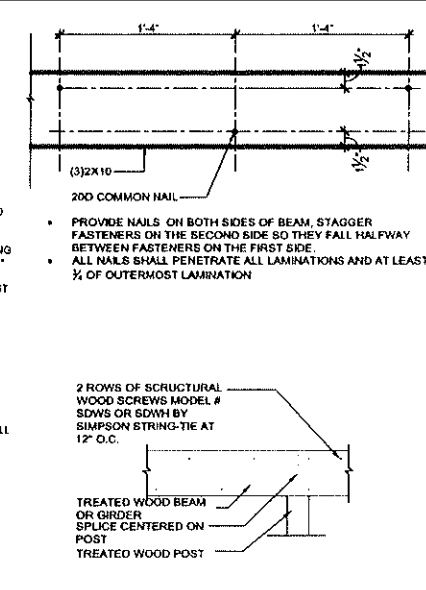 1'-4" 1'-4"
1½"
1½"
(3)2X10
20D COMMON NAIL
• PROVIDE NAILS ON BOTH SIDES OF BEAM, STAGGER
FASTENERS ON THE SECOND SIDE SO THEY FALL HALFWAY
BETWEEN FASTENERS ON THE FIRST SIDE.
• ALL NAILS SHALL PENETRATE ALL LAMINATIONS AND AT LEAST
¾ OF OUTERMOST LAMINATION
2 ROWS OF SCRUCTURAL
WOOD SCREWS MODEL #
SDWS OR SDWH BY
SIMPSON STRING-TIE AT
12" O.C.
TREATED WOOD BEAM
OR GIRDER
SPLICE CENTERED ON
POST
TREATED WOOD POST